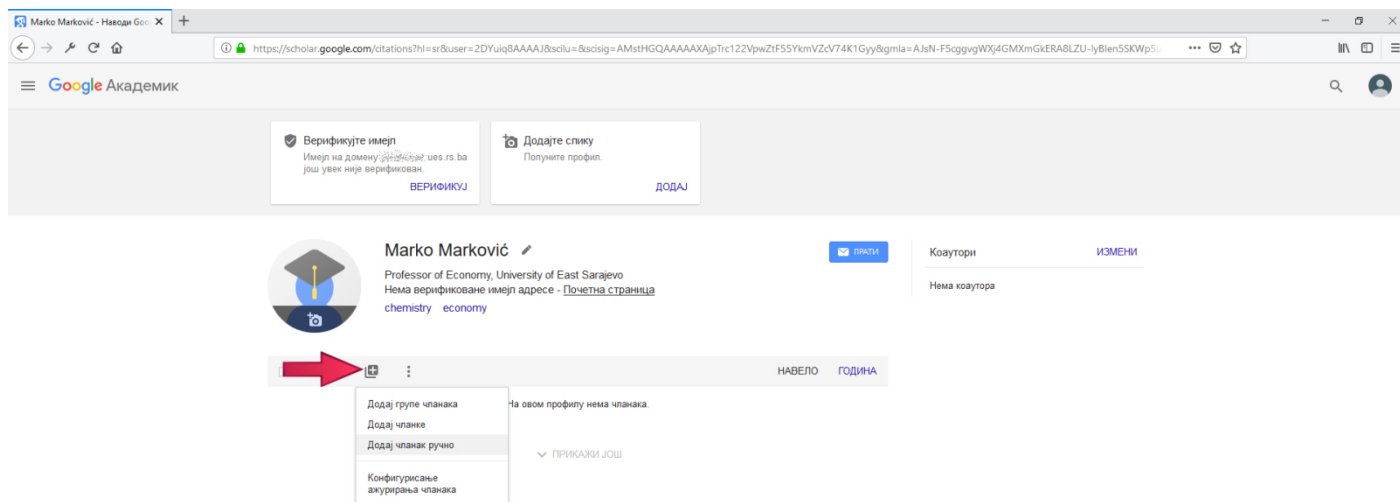 Marko Marković - Наводи Goo
https://scholar.google.com/citations?hl=sr&user=2DYuiq8AAAAJ&scilu=&scisig=AMstHGQAAAAAXAjpTrc122VpwZtF55YkmVZcV74K1Gyy&gmla=AJsN-F5cggvgWXj4GMXmGkERA8LZU-lyBlen5SKWp5u
Google Академик
Верификујте имејл
Имејл на домену ues.rs.ba
још увек није верификован.
ВЕРИФИКУЈ
Додајте слику
Попуните профил.
ДОДАЈ
Marko Marković
ПРАТИ
Professor of Economy, University of East Sarajevo
Нема верификоване имејл адресе - Почетна страница
chemistry economy
Коаутори ИЗМЕНИ
Нема коаутора
НАВЕЛО ГОДИНА
Додај групе чланака
Додај чланке
Додај чланак ручно
Конфигурисање
ажурирања чланака
На овом профилу нема чланака.
ПРИКАЖИ ЈОШ